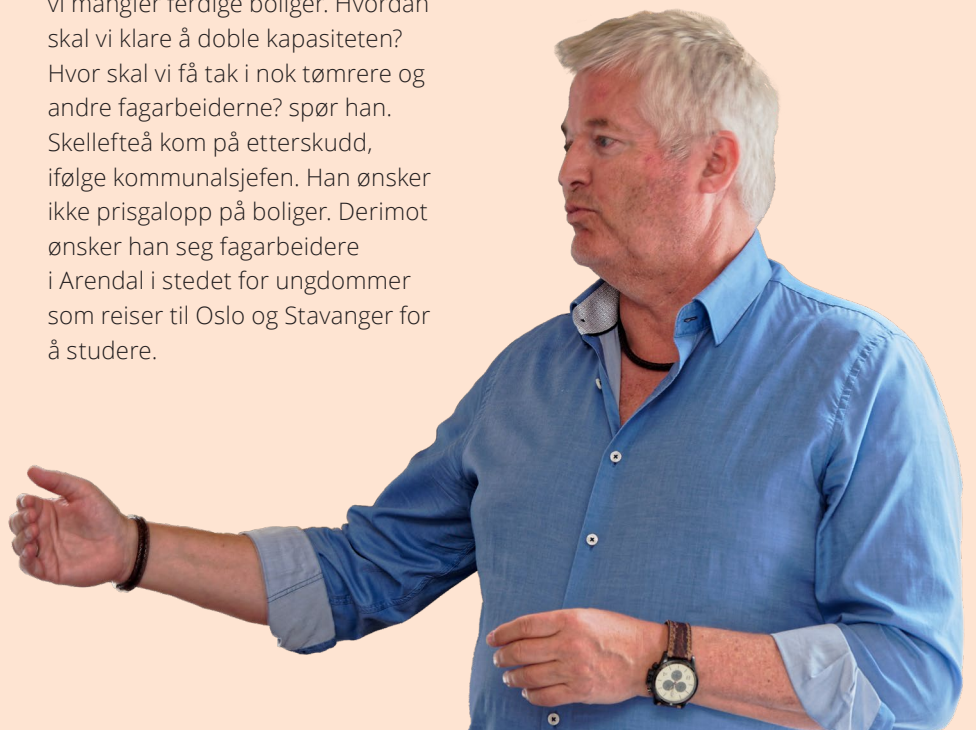 vi mangler ferdige boliger. Hvordan
skal vi klare å doble kapasiteten?
Hvor skal vi få tak i nok tømrere og
andre fagarbeiderne? spør han.
Skellefteå kom på etterskudd,
ifølge kommunalsjefen. Han ønsker
ikke prisgalopp på boliger. Derimot
ønsker han seg fagarbeidere
i Arendal i stedet for ungdommer
som reiser til Oslo og Stavanger for
å studere.